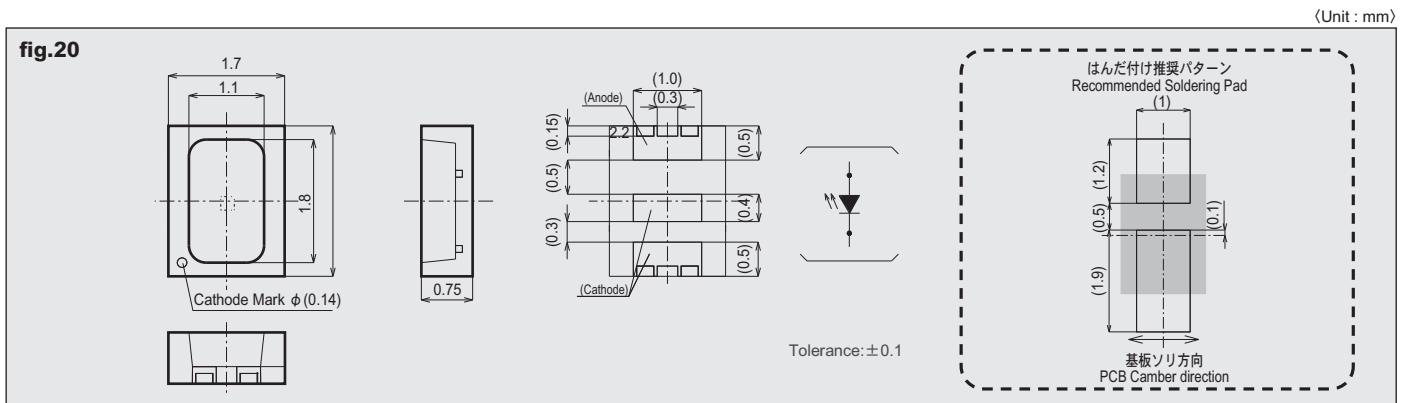 〈Unit : mm〉
fig.20
1.7
1.1
1.8
Cathode Mark φ(0.14)
0.75
(1.0)
(0.3)
(Anode)
(0.15)
2.2
(0.5)
(0.5)
(0.4)
(0.3)
(0.5)
(Cathode)
Tolerance:±0.1
はんだ付け推奨パターン
Recommended Soldering Pad
(1)
(1.2)
(0.5)
(0.1)
(1.9)
基板ソリ方向
PCB Camber direction